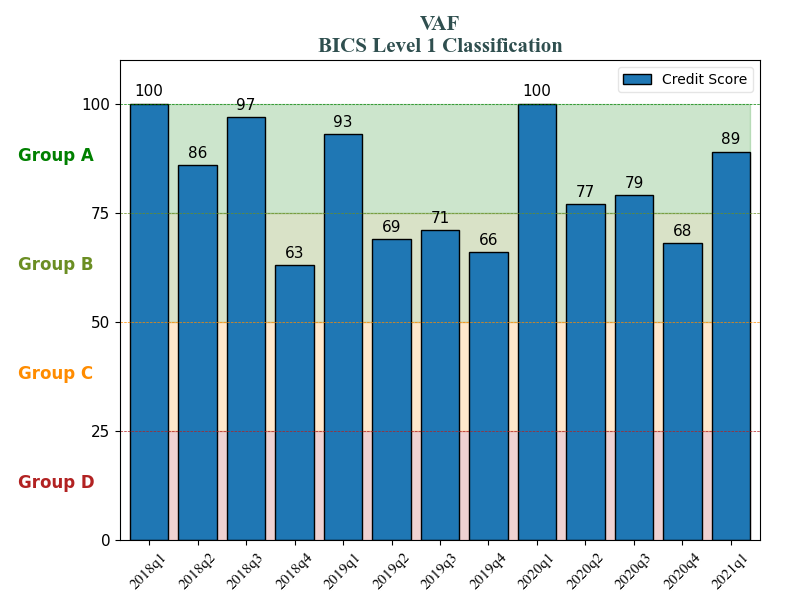 VAF
BICS Level 1 Classification
Credit Score
100
86
97
63
93
69
71
66
100
77
79
68
89
100
75
50
25
0
Group A
Group B
Group C
Group D
2018q1
2018q2
2018q3
2018q4
2019q1
2019q2
2019q3
2019q4
2020q1
2020q2
2020q3
2020q4
2021q1